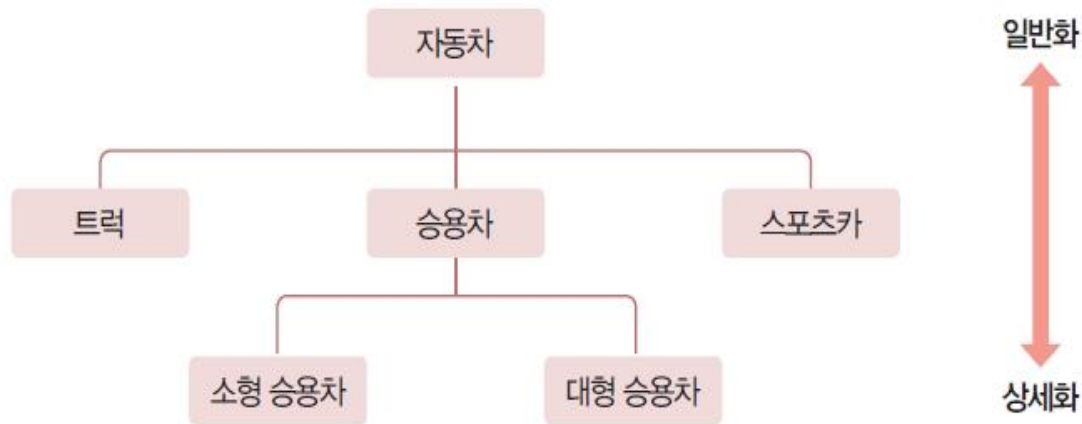 자동차
일반화
트럭
승용차
스포츠카
소형 승용차
대형 승용차
상세화